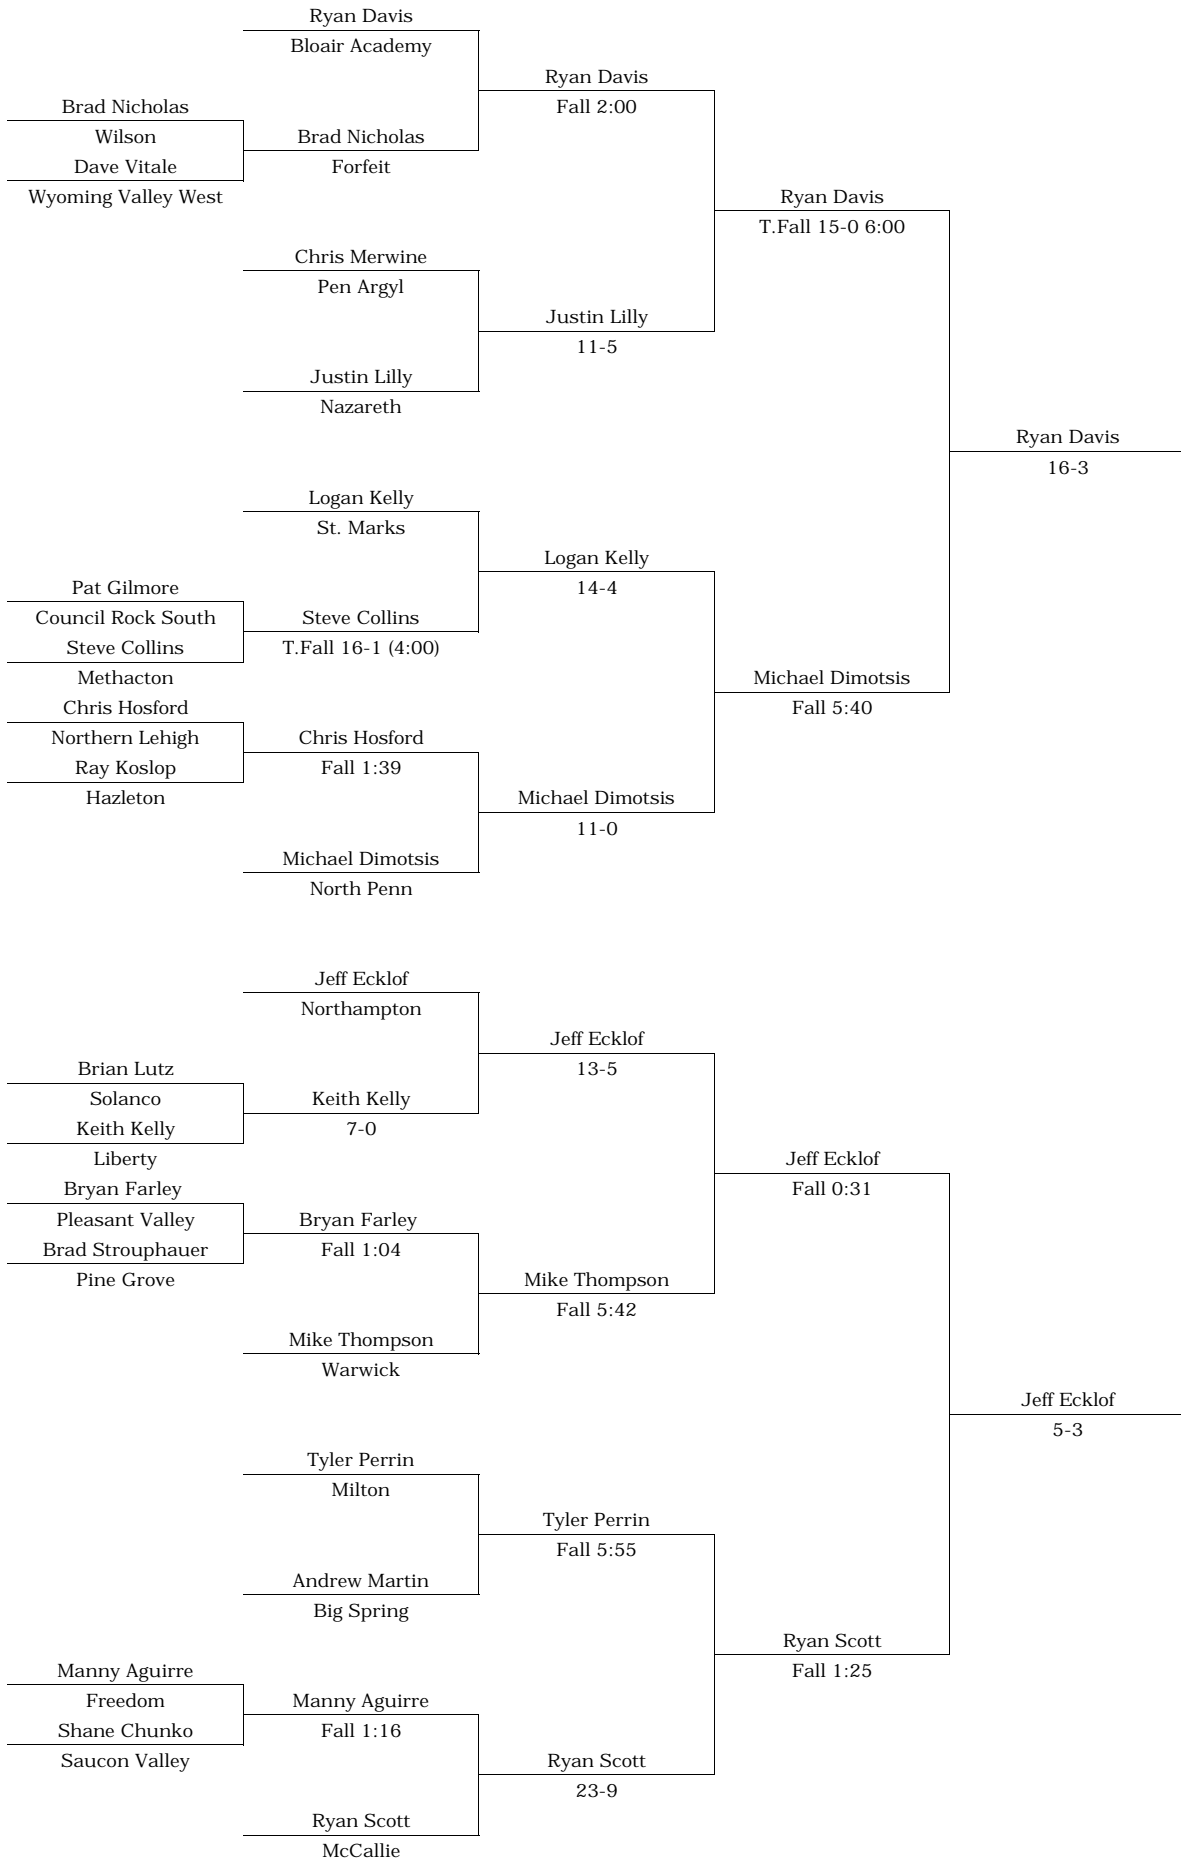 Ryan Davis
Bloair Academy
Ryan Davis
Fall 2:00
Brad Nicholas
Wilson
Brad Nicholas
Dave Vitale
Forfeit
Wyoming Valley West
Ryan Davis
T.Fall 15-0 6:00
Chris Merwine
Pen Argyl
Justin Lilly
11-5
Justin Lilly
Nazareth
Ryan Davis
16-3
Logan Kelly
St. Marks
Logan Kelly
14-4
Pat Gilmore
Council Rock South
Steve Collins
Steve Collins
T.Fall 16-1 (4:00)
Methacton
Michael Dimotsis
Fall 5:40
Chris Hosford
Northern Lehigh
Chris Hosford
Ray Koslop
Fall 1:39
Hazleton
Michael Dimotsis
11-0
Michael Dimotsis
North Penn
Jeff Ecklof
Northampton
Jeff Ecklof
13-5
Brian Lutz
Solanco
Keith Kelly
Keith Kelly
7-0
Liberty
Jeff Ecklof
Fall 0:31
Bryan Farley
Pleasant Valley
Bryan Farley
Brad Strouphauer
Fall 1:04
Pine Grove
Mike Thompson
Fall 5:42
Mike Thompson
Warwick
Jeff Ecklof
5-3
Tyler Perrin
Milton
Tyler Perrin
Fall 5:55
Andrew Martin
Big Spring
Ryan Scott
Fall 1:25
Manny Aguirre
Freedom
Manny Aguirre
Shane Chunko
Fall 1:16
Saucon Valley
Ryan Scott
23-9
Ryan Scott
McCallie